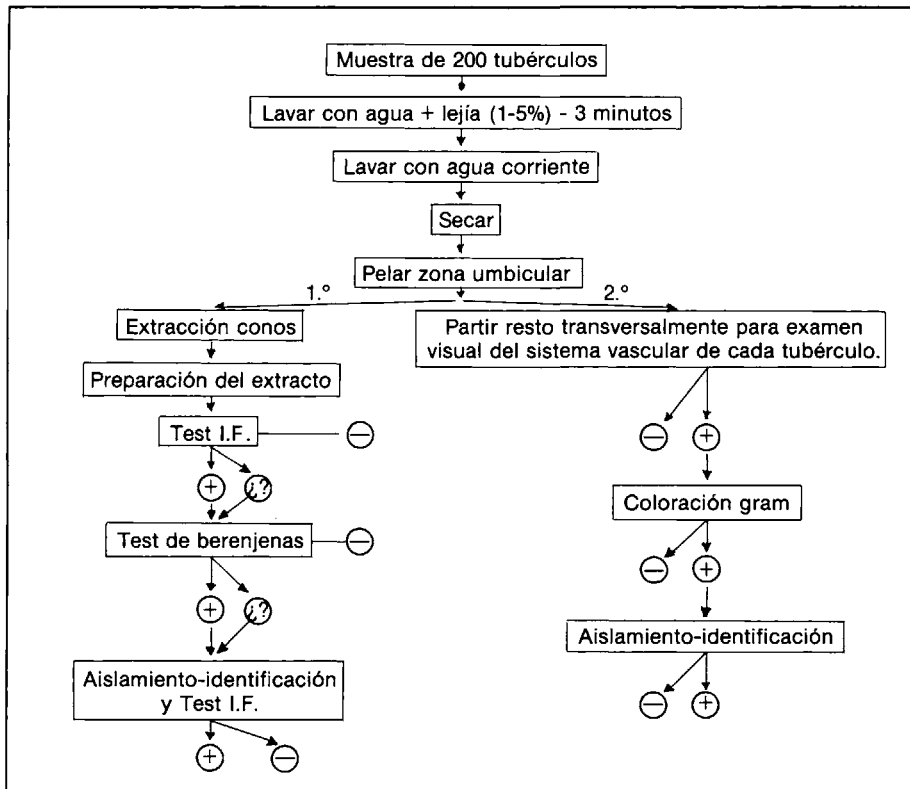 Muestra de 200 tubérculos
Lavar con agua + lejía (1-5%) - 3 minutos
Lavar con agua corriente
Secar
Pelar zona umbicular
1.º
2.º
Extracción conos
Preparación del extracto
Test I.F.
−
+
¿?
Test de berenjenas
−
+
¿?
Aislamiento-identificación
y Test I.F.
+
−
Partir resto transversalmente para examen
visual del sistema vascular de cada tubérculo.
−
+
Coloración gram
−
+
Aislamiento-identificación
−
+